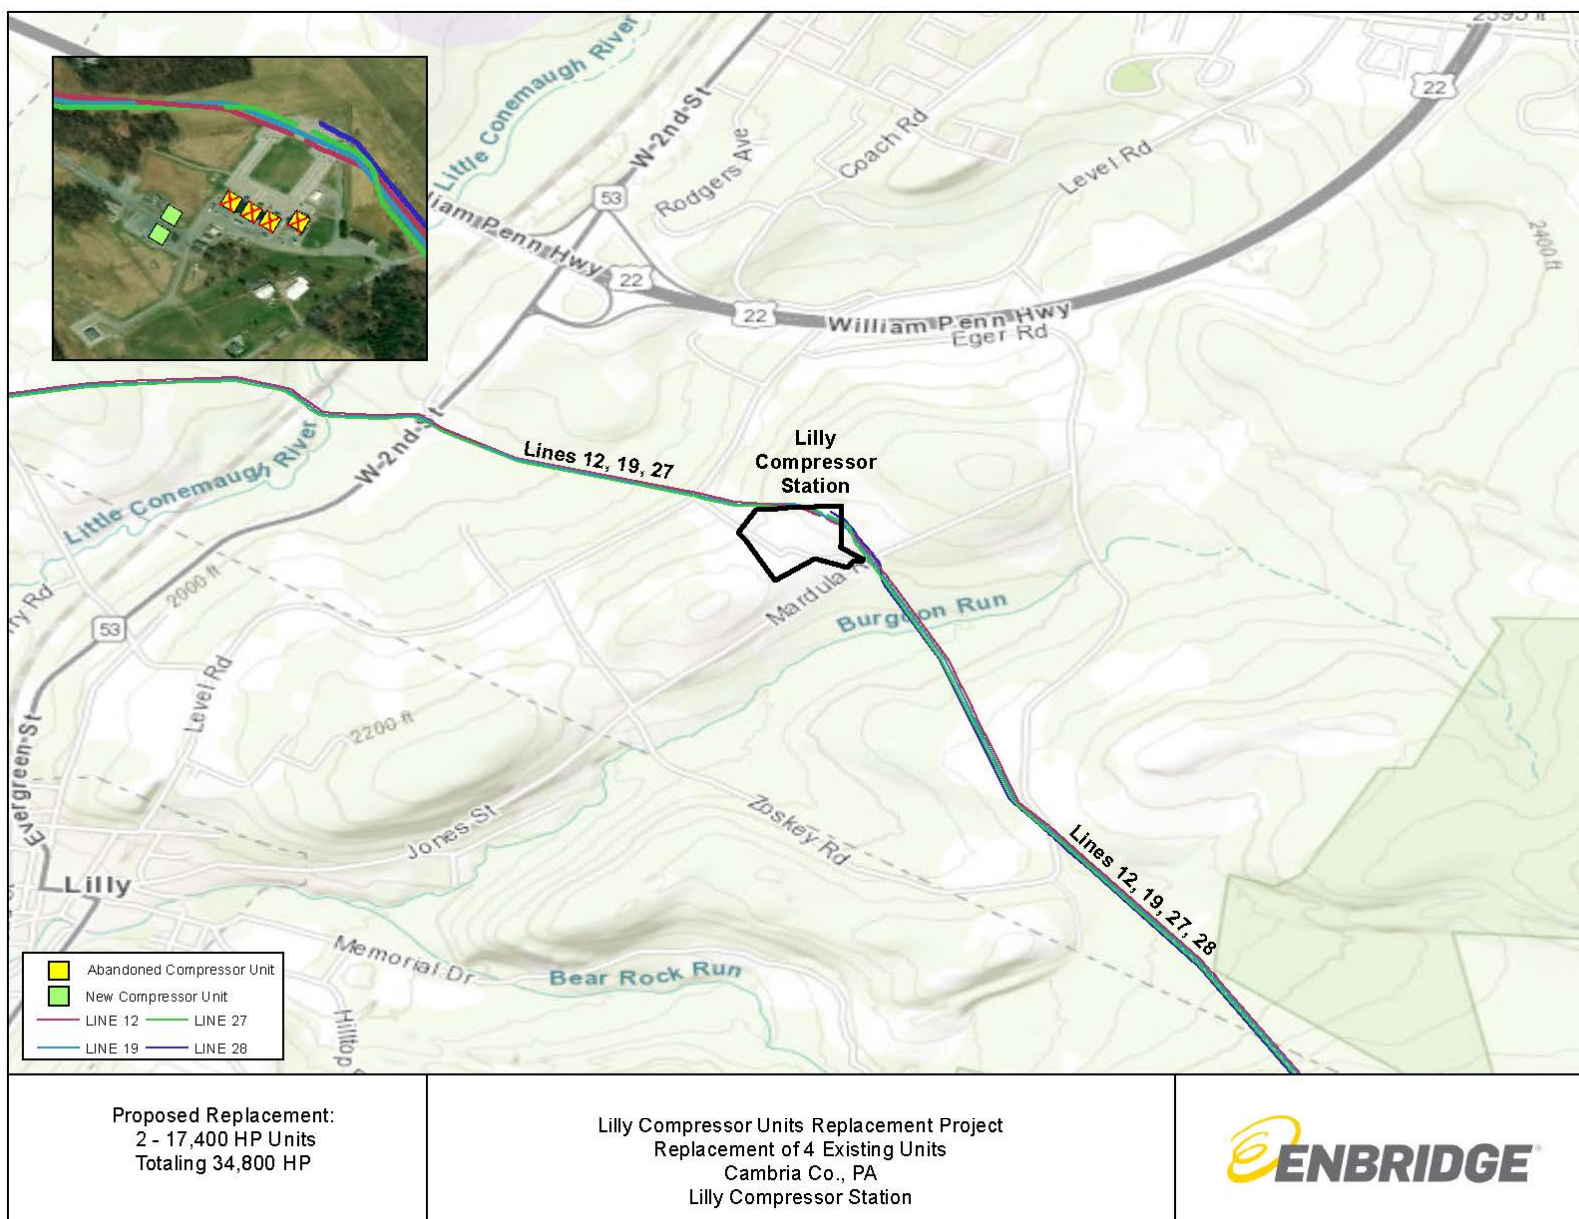 2395 ft
22
Little Conemaugh River
W-2nd-St
Rodgers Ave
Coach Rd
Level Rd
53
2400 ft
William Penn Hwy
22
22
William Penn Hwy
Eger Rd
Lilly
Compressor
Station
Lines 12, 19, 27
W-2nd-St
Little Conemaugh River
2000 ft
Mardula R
Burgoon Run
53
Level Rd
2200 ft
Evergreen-St
Jones St
Zoskey Rd
Lines 12, 19, 27, 28
Lilly
Memorial Dr
Bear Rock Run
Hilltop
Abandoned Compressor Unit
New Compressor Unit
LINE 12
LINE 27
LINE 19
LINE 28
Proposed Replacement:
2 - 17,400 HP Units
Totaling 34,800 HP
Lilly Compressor Units Replacement Project
Replacement of 4 Existing Units
Cambria Co., PA
Lilly Compressor Station
ENBRIDGE®